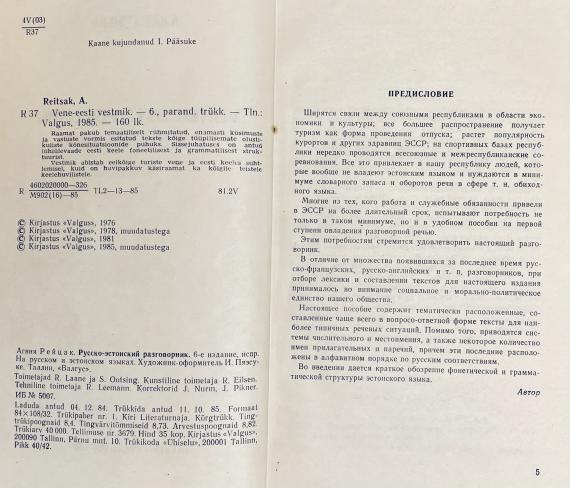 4V(03)
R37
Kaane kujundanud I. Pääsuke
Reitsak, A.
R 37 Vene-eesti vestmik. — 6., parand. trükk. — Tln.:
Valgus, 1985. — 160 lk.
Raamat pakub temaatiliselt rühmitatud, enamasti küsimuste
ja vastuste vormis esitatud tekste kõige tüüpilisemate olusti-
kuliste kõnesituatsioonide puhuks. Sissejuhatuses on antud
lühiülevaade eesti keele foneetilisest ja grammatilisest struk-
tuurist.
Vestmik abistab eelkõige turiste vene ja eesti keeles suht-
lemisel, kuid on huvipakkuv käsiraamat ka kõigile teistele
keelehuvilistele.
R 4602020000—326
M902(16)—85 TL2—13—85 81.2V
© Kirjastus «Valgus», 1976
© Kirjastus «Valgus», 1978, muudatustega
© Kirjastus «Valgus», 1981
© Kirjastus «Valgus», 1985, muudatustega
Агния Рейцак. Русско-эстонский разговорник. 6-е издание, испр.
На русском и эстонском языках. Художник-оформитель И. Пяэсу-
ке. Таллин, «Валгус».
Toimetajad R. Laane ja S. Outsing. Kunstiline toimetaja R. Eilsen.
Tehniline toimetaja R. Leemann. Korrektorid J. Nurm, J. Pikner.
ИБ № 5007.
Laduda antud 04. 12. 84. Trükkida antud 11. 10. 85. Formaat
84×108/32. Trükipaber nr. 1. Kiri Literaturnaja. Kõrgtrükk. Ting-
trükipoognaid 8,4. Tingvärvitõmmiseid 8,73. Arvestuspoognaid 8,82.
Trükiarv 40 000. Tellimuse nr. 3679. Hind 35 kop. Kirjastus «Valgus»,
200090 Tallinn, Pärnu mnt. 10. Trükikoda «Ühiselu», 200001 Tallinn,
Pikk 40/42.
ПРЕДИСЛОВИЕ
Ширятся связи между союзными республиками в области эко-
номики и культуры; все большее распространение получает
туризм как форма проведения отпуска; растет популярность
курортов и других здравниц ЭССР; на спортивных базах респуб-
лики нередко проводятся всесоюзные и межреспубликанские со-
ревнования. Все это привлекает в нашу республику людей, ко-
торые вообще не владеют эстонским языком и нуждаются в мини-
муме словарного запаса и оборотов речи в сфере т. н. обиход-
ного языка.
Многие из тех, кого работа и служебные обязанности привели
в ЭССР на более длительный срок, испытывают потребность не
только в таком минимуме, но и в удобном пособии на первой
ступени овладения разговорной речью.
Этим потребностям стремится удовлетворить настоящий разго-
ворник.
В отличие от множества появившихся за последнее время рус-
ско-французских, русско-английских и т. п. разговорников, при
отборе лексики и составлении текстов для настоящего издания
принималось во внимание социальное и морально-политическое
единство нашего общества.
Настоящее пособие содержит тематически расположенные, со-
ставленные чаще всего в вопросо-ответной форме тексты для наи-
более типичных речевых ситуаций. Помимо того, приводятся сис-
темы числительного и местоимения, а также некоторое количество
имен прилагательных и наречий, причем эти последние располо-
жены в алфавитном порядке по русским соответствиям.
Во введении дается краткое обозрение фонетической и грамма-
тической структуры эстонского языка.
Автор
5